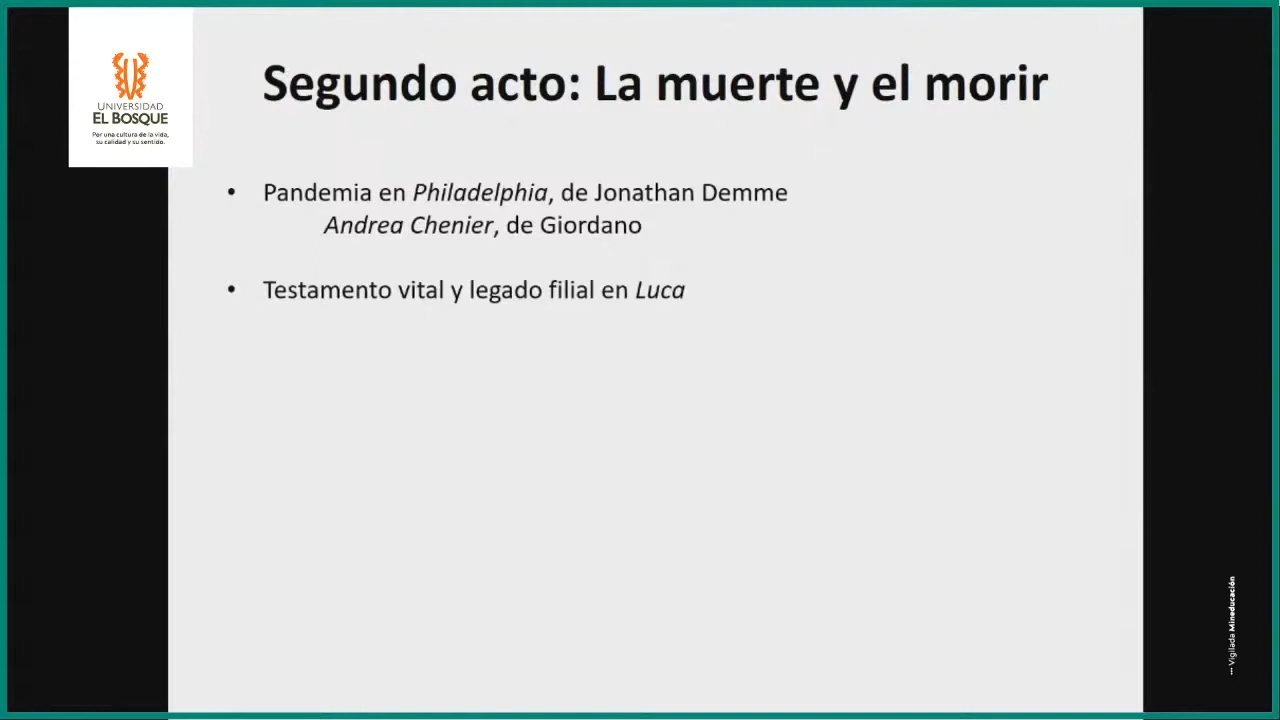 UNIVERSIDAD
EL BOSQUE
Por una cultura de la vida,
su calidad y su sentido.
Segundo acto: La muerte y el morir
• Pandemia en Philadelphia, de Jonathan Demme
Andrea Chenier, de Giordano
• Testamento vital y legado filial en Luca
Vigilada Mineducación